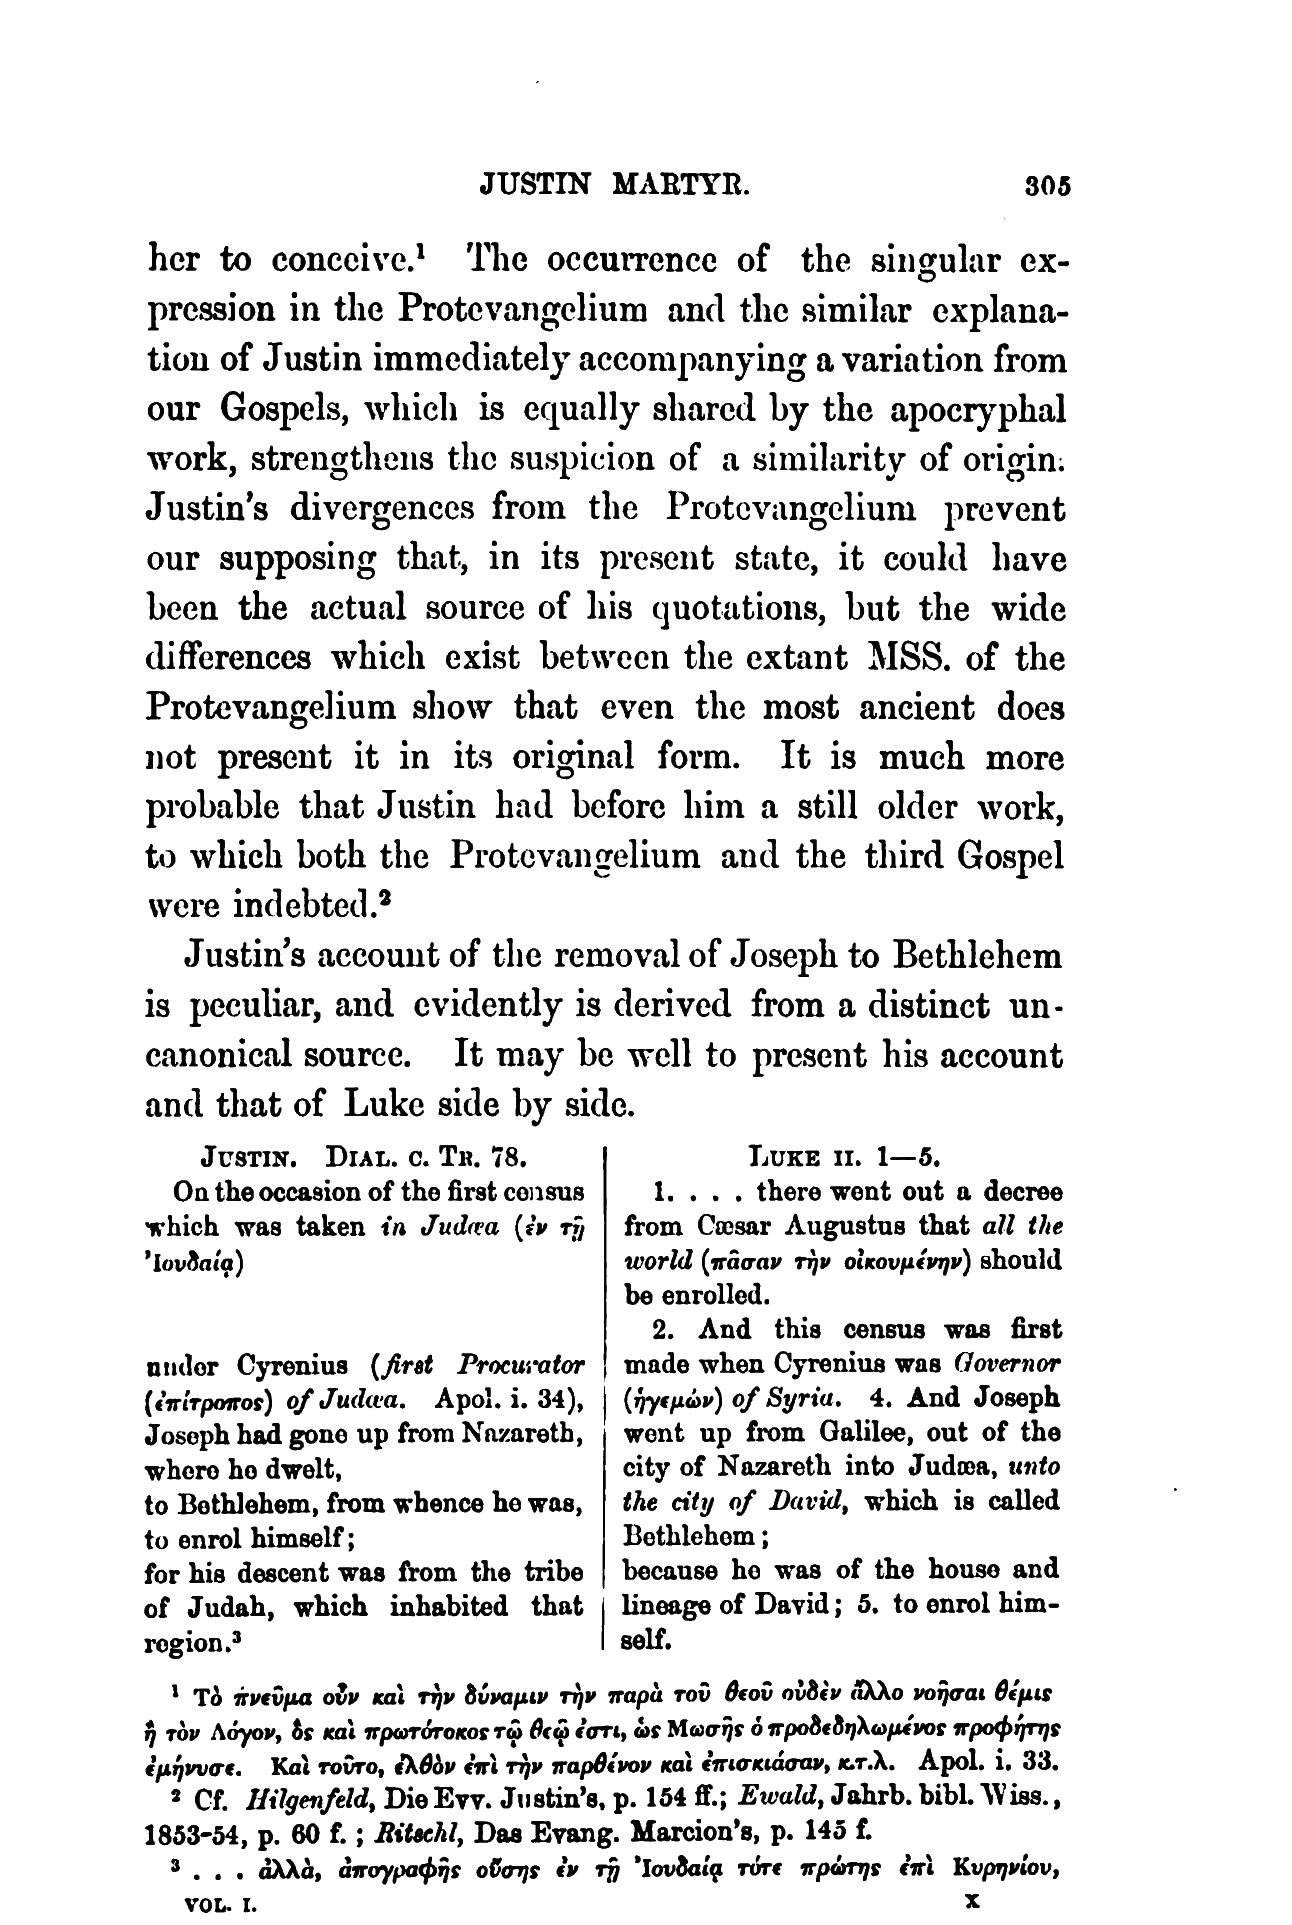 JUSTIN MARTYR. 305
her to conceive.¹ The occurrence of the singular ex-
pression in the Protevangelium and the similar explana-
tion of Justin immediately accompanying a variation from
our Gospels, which is equally shared by the apocryphal
work, strengthens the suspicion of a similarity of origin.
Justin's divergences from the Protevangelium prevent
our supposing that, in its present state, it could have
been the actual source of his quotations, but the wide
differences which exist between the extant MSS. of the
Protevangelium show that even the most ancient does
not present it in its original form. It is much more
probable that Justin had before him a still older work,
to which both the Protevangelium and the third Gospel
were indebted.²
Justin's account of the removal of Joseph to Bethlehem
is peculiar, and evidently is derived from a distinct un-
canonical source. It may be well to present his account
and that of Luke side by side.
JUSTIN. DIAL. C. TR. 78.
On the occasion of the first census
which was taken in Judæa (ἐν τῇ
Ἰουδαίᾳ)
under Cyrenius (first Procurator
(ἐπίτροπος) of Judæa. Apol. i. 34),
Joseph had gone up from Nazareth,
where he dwelt,
to Bethlehem, from whence he was,
to enrol himself;
for his descent was from the tribe
of Judah, which inhabited that
region.³
LUKE II. 1—5.
1. . . . there went out a decree
from Cæsar Augustus that all the
world (πᾶσαν τὴν οἰκουμένην) should
be enrolled.
2. And this census was first
made when Cyrenius was Governor
(ἡγεμών) of Syria. 4. And Joseph
went up from Galilee, out of the
city of Nazareth into Judæa, unto
the city of David, which is called
Bethlehem;
because he was of the house and
lineage of David; 5. to enrol him-
self.
¹ Τὸ πνεῦμα οὖν καὶ τὴν δύναμιν τὴν παρὰ τοῦ θεοῦ οὐδὲν ἄλλο νοῆσαι θέμις
ἢ τὸν Λόγον, ὃς καὶ πρωτότοκος τῷ θεῷ ἐστι, ὡς Μωσῆς ὁ προδεδηλωμένος προφήτης
ἐμήνυσε. Καὶ τοῦτο, ἐλθὸν ἐπὶ τὴν παρθένον καὶ ἐπισκιάσαν, κ.τ.λ. Apol. i. 33.
² Cf. Hilgenfeld, Die Evv. Justin's, p. 154 ff.; Ewald, Jahrb. bibl. Wiss.,
1853-54, p. 60 f.; Ritschl, Das Evang. Marcion's, p. 145 f.
³ . . . ἀλλὰ, ἀπογραφῆς οὔσης ἐν τῇ Ἰουδαίᾳ τότε πρώτης ἐπὶ Κυρηνίου,
VOL. I. X